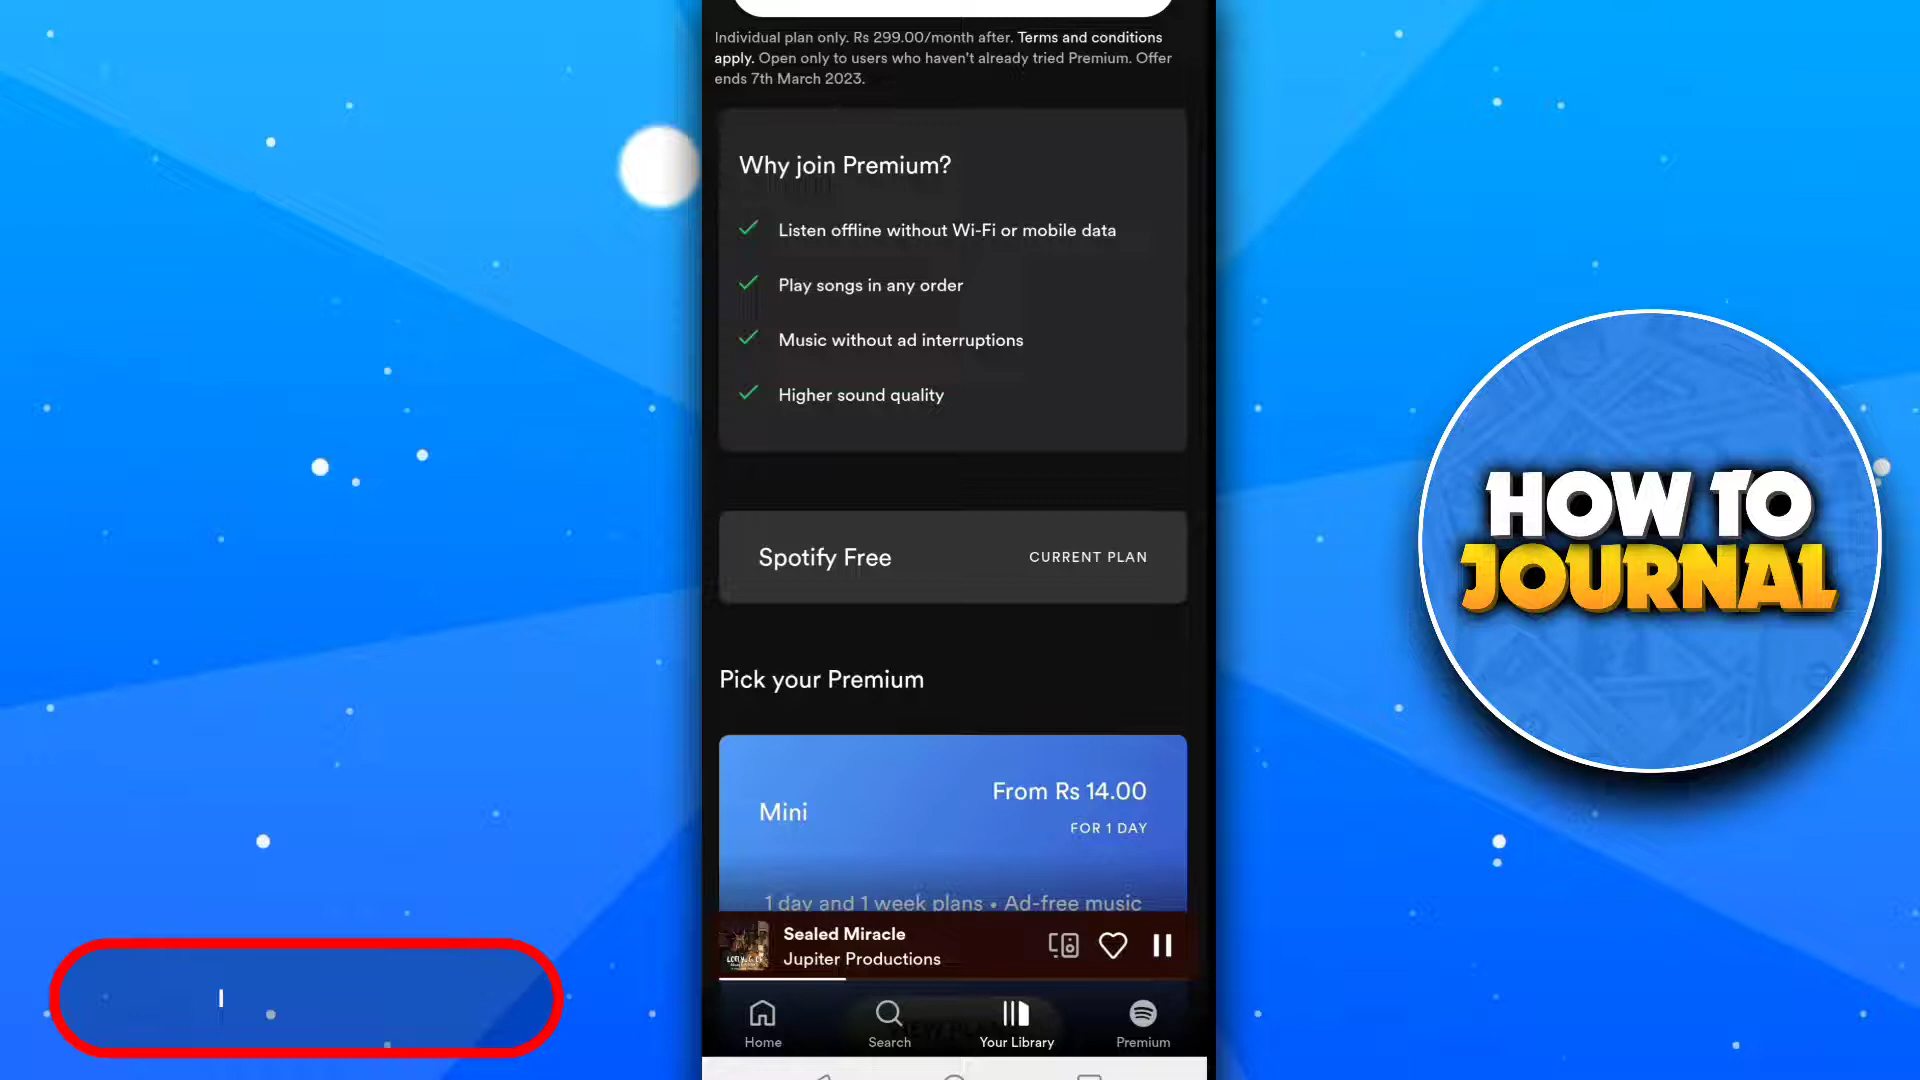 Individual plan only. Rs 299.00/month after. Terms and conditions
apply. Open only to users who haven't already tried Premium. Offer
ends 7th March 2023.
Why join Premium?
Listen offline without Wi-Fi or mobile data
Play songs in any order
Music without ad interruptions
Higher sound quality
Spotify Free
CURRENT PLAN
Pick your Premium
Mini
From Rs 14.00
FOR 1 DAY
1 day and 1 week plans • Ad-free music
Sealed Miracle
Jupiter Productions
Home
Search
Your Library
Premium
HOW TO
JOURNAL